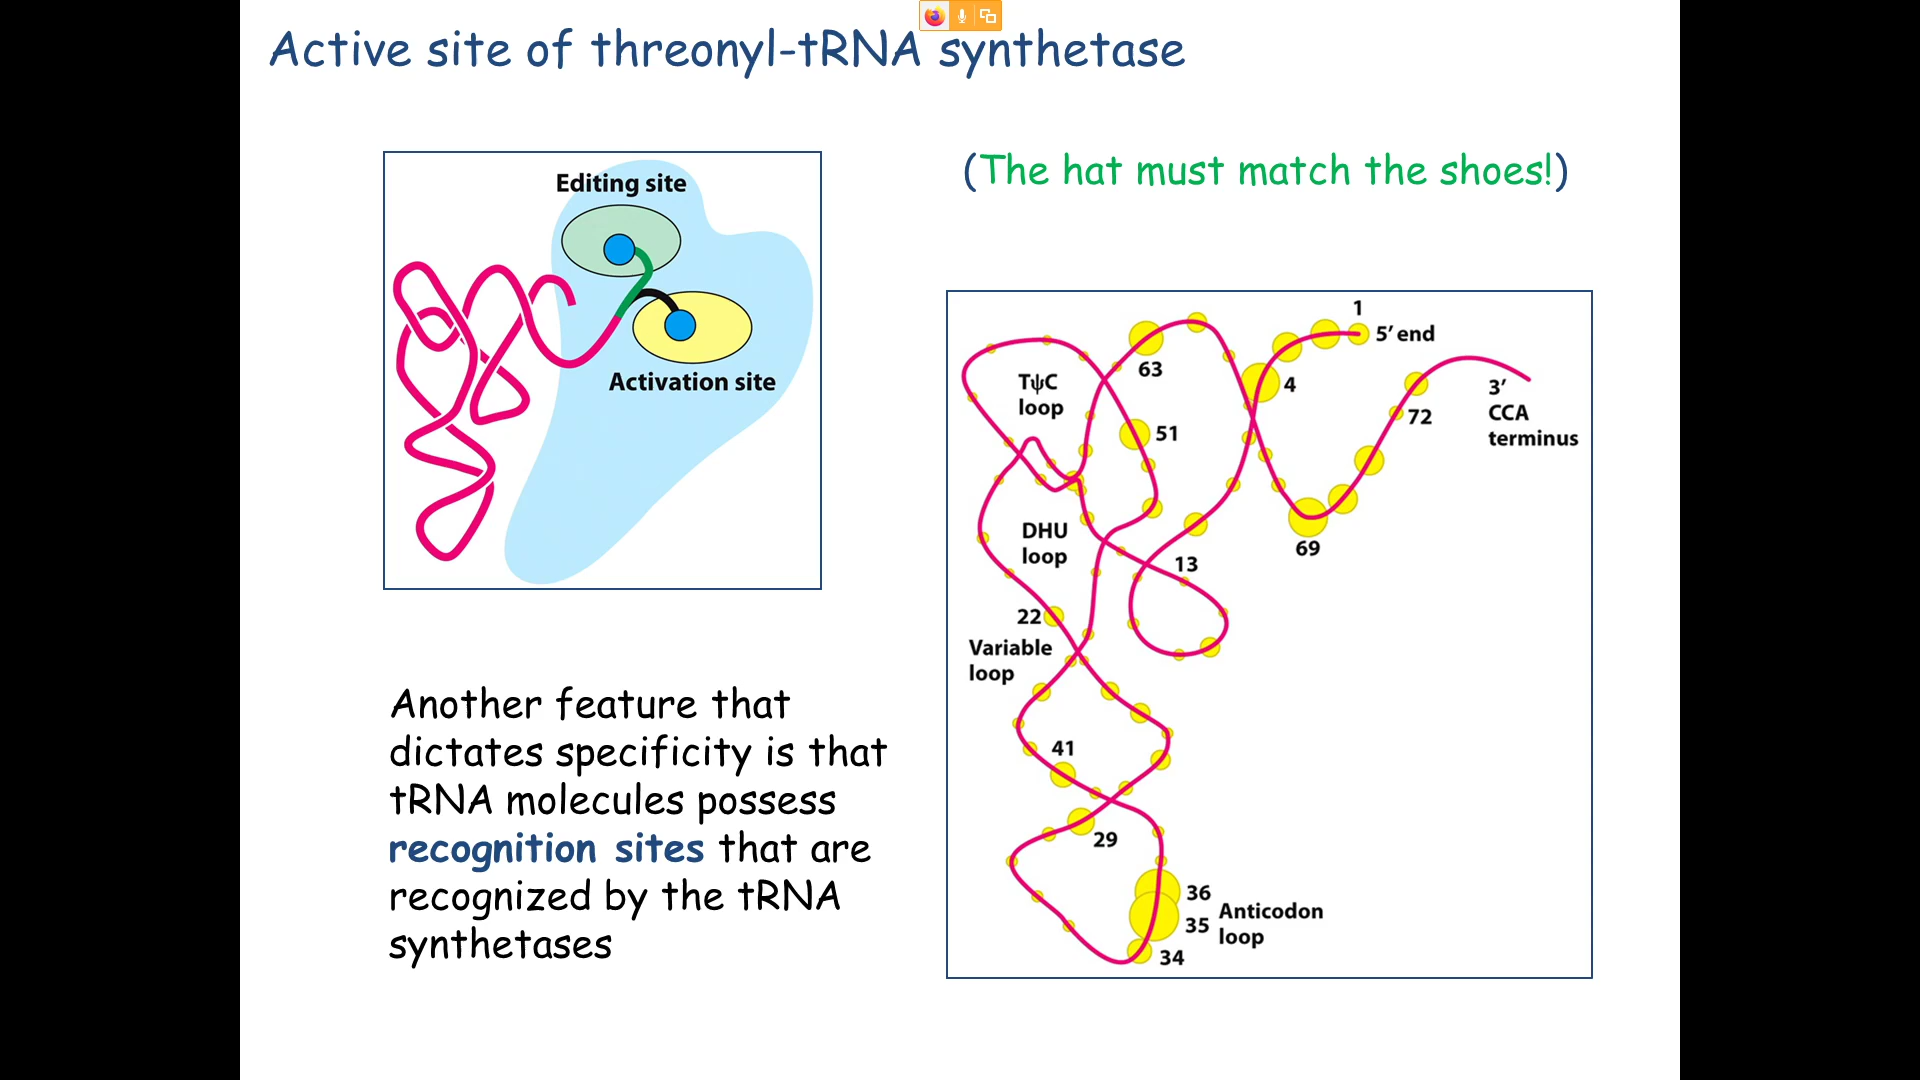 Active site of threonyl-tRNA synthetase
(The hat must match the shoes!)
Editing site
Activation site
Another feature that
dictates specificity is that
tRNA molecules possess
recognition sites that are
recognized by the tRNA
synthetases
1
5′ end
63
4
TψC
loop
3′
CCA
terminus
72
51
DHU
loop
69
13
22
Variable
loop
41
29
36
35
34
Anticodon
loop